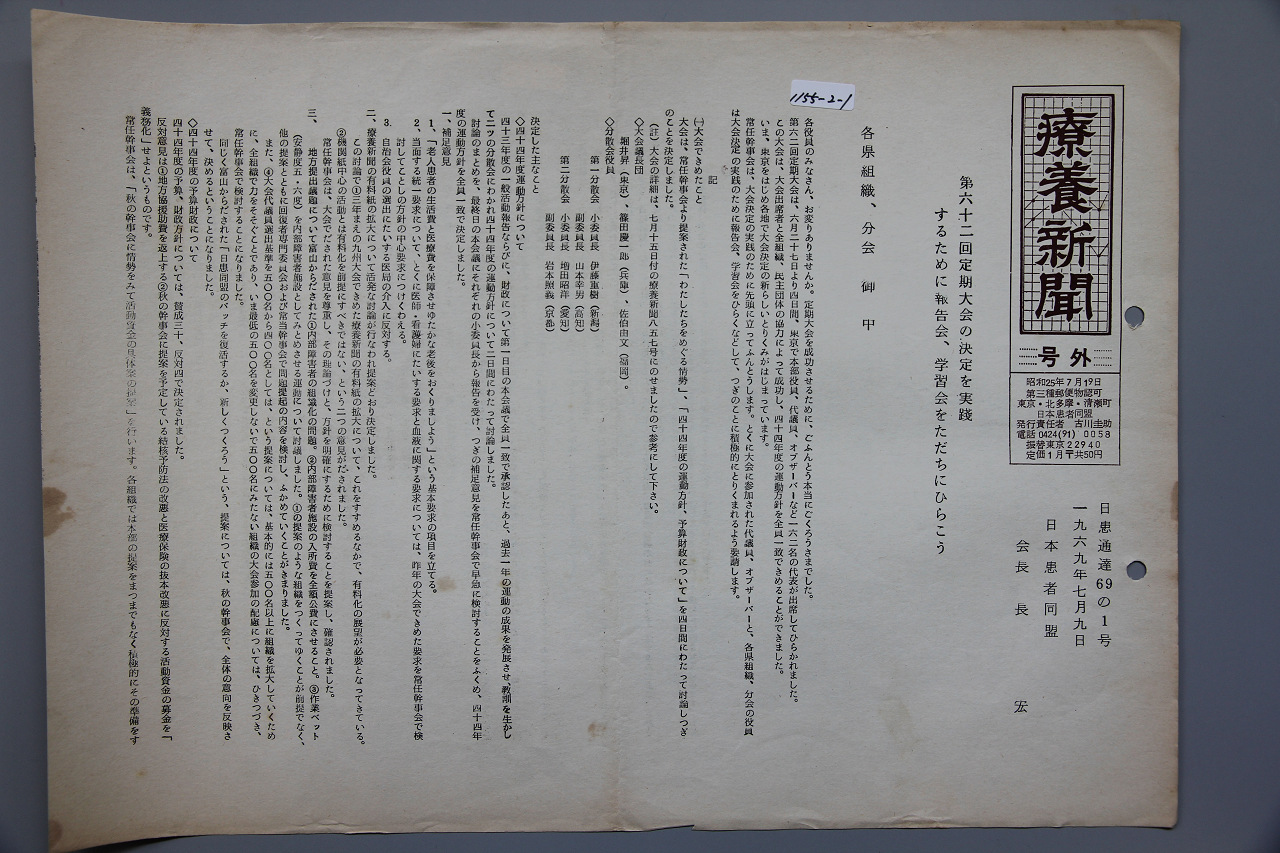 1155-2-1
療養新聞
号外
昭和25年7月19日
第三種郵便物認可
東京・北多摩・清瀬町
日本患者同盟
発行責任者 古川圭助
電話 0424(91) 0058
振替東京22940
定価1月〒共50円
日患通達69の1号
一九六九年七月九日
日本患者同盟
会長 長 宏
第六十二回定期大会の決定を実践
するために報告会、学習会をただちにひらこう
各県組織、分会 御中
各役員のみなさん、お変りありませんか。定期大会を成功させるために、ごふんとう本当にごくろうさまでした。
第六二回定期大会は、六月二十七日より四日間、東京で本部役員、代議員、オブザーバーなど一六二名の代表が出席してひらかれました。
この大会は、大会出席者と全組織、民主団体の協力によって成功し、四十四年度の運動方針を全員一致できめることができました。
いま、東京をはじめ各地で大会決定の新らしいとりくみがはじまっています。
常任幹事会は、大会決定の実践のために先頭に立ってふんとうします。とくに大会に参加された代議員、オブザーバーと、各県組織、分会の役員
は大会決定の実践のために報告会、学習会をひらくなどして、つぎのことに積極的にとりくまれるよう要請します。
記
㈠大会できめたこと
大会は、常任幹事会より提案された「わたしたちをめぐる情勢」、「四十四年度の運動方針、予算財政について」を四日間にわたって討論しつぎ
のことを決定しました。
(註)大会の詳細は、七月十五日付の療養新聞八五七号にのせましたので参考にして下さい。
◇大会議長団
堀井昇(東京)、篠田慶一郎(兵庫)、佐伯由文(福岡)。
◇分散会役員
第一分散会 小委員長 伊藤重樹(新潟)
副委員長 山本幸男(高知)
第二分散会 小委員長 増田昭洋(愛知)
副委員長 岩本照義(京都)
決定した主なこと
◇四十四年度運動方針について
四十三年度の一般活動報告ならびに、財政について第一日目の本会議で全員一致で承認したあと、過去一年の運動の成果を発展させ、教訓を生かし
て二ッの分散会にわかれ四十四年度の運動方針について二日間にわたって討論しました。
討論のまとめを、最終日の本会議にそれぞれの小委員長から報告を受け、つぎの補足意見を常任幹事会で早急に検討することをふくめ、四十四年
度の運動方針を全員一致で決定しました。
一、補足意見
1、「老人患者の生活費と医療費を保障させゆたかな老後をおくりましよう」という基本要求の項目を立てる。
2、当面する統一要求について、とくに医師・看護婦にたいする要求と血液に関する要求については、昨年の大会できめた要求を常任幹事会で検
討してことしの方針の中心要求をつけくわえる。
3、自治会役員の選出にたいする医局の介入に反対する。
二、療養新聞の有料紙の拡大について活発な討論が行なわれ提案どおり決定しました。
この討論で①三年まえの九州大会できめた療養新聞の有料紙の拡大について、これをすすめるなかで、有料化の展望が必要となってきている。
②機関紙中心の活動とは有料化を前提にすべきではない、という二つの意見がだされました。
常任幹事会は、大会でだされた意見を尊重し、その理論づけと、方針を明確にするために検討することを提案し、確認されました。
三、地方提出議題について富山からだされた①内部障害者の組織化の問題、②内部障害者施設の入所費を全額公費にさせること。③作業ベット
(安静度五・六度)を内部障害者施設としてみとめさせる運動について討議しました。①の提案のような組織をつくってゆくことが前提でなく、
他の提案とともに回復者専門委員会および常当幹事会で問題提起の内容を検討し、ふかめていくことがきまりました。
また、④大会代議員選出基準を五〇〇名から四〇〇名としては、という提案については、基本的には五〇〇名以上に組織を拡大していくため
に、全組織で力をそそぐことであり、いま最低の五〇〇名を変更しないで五〇〇名にみたない組織の大会参加の配慮については、ひきつづき、
常任幹事会で検討することになりました。
同じく富山からだされた「日患同盟のバッチを復活するか、新しくつくろう」という、提案については、秋の幹事会で、全体の意向を反映さ
せて、決めるということになりました。
◇四十四年度の予算財政について
四十四年度の予算、財政方針については、賛成三十、反対四で決定されました。
反対意見は①地方協援助費を返上する②秋の幹事会に提案を予定している結核予防法の改悪と医療保険の抜本改悪に反対する活動資金の募金を「
義務化」せよというものです。
常任幹事会は、「秋の幹事会に情勢をみて活動資金の具体案の提案」を行います。各組織では本部の提案をまつまでもなく積極的にその準備をす